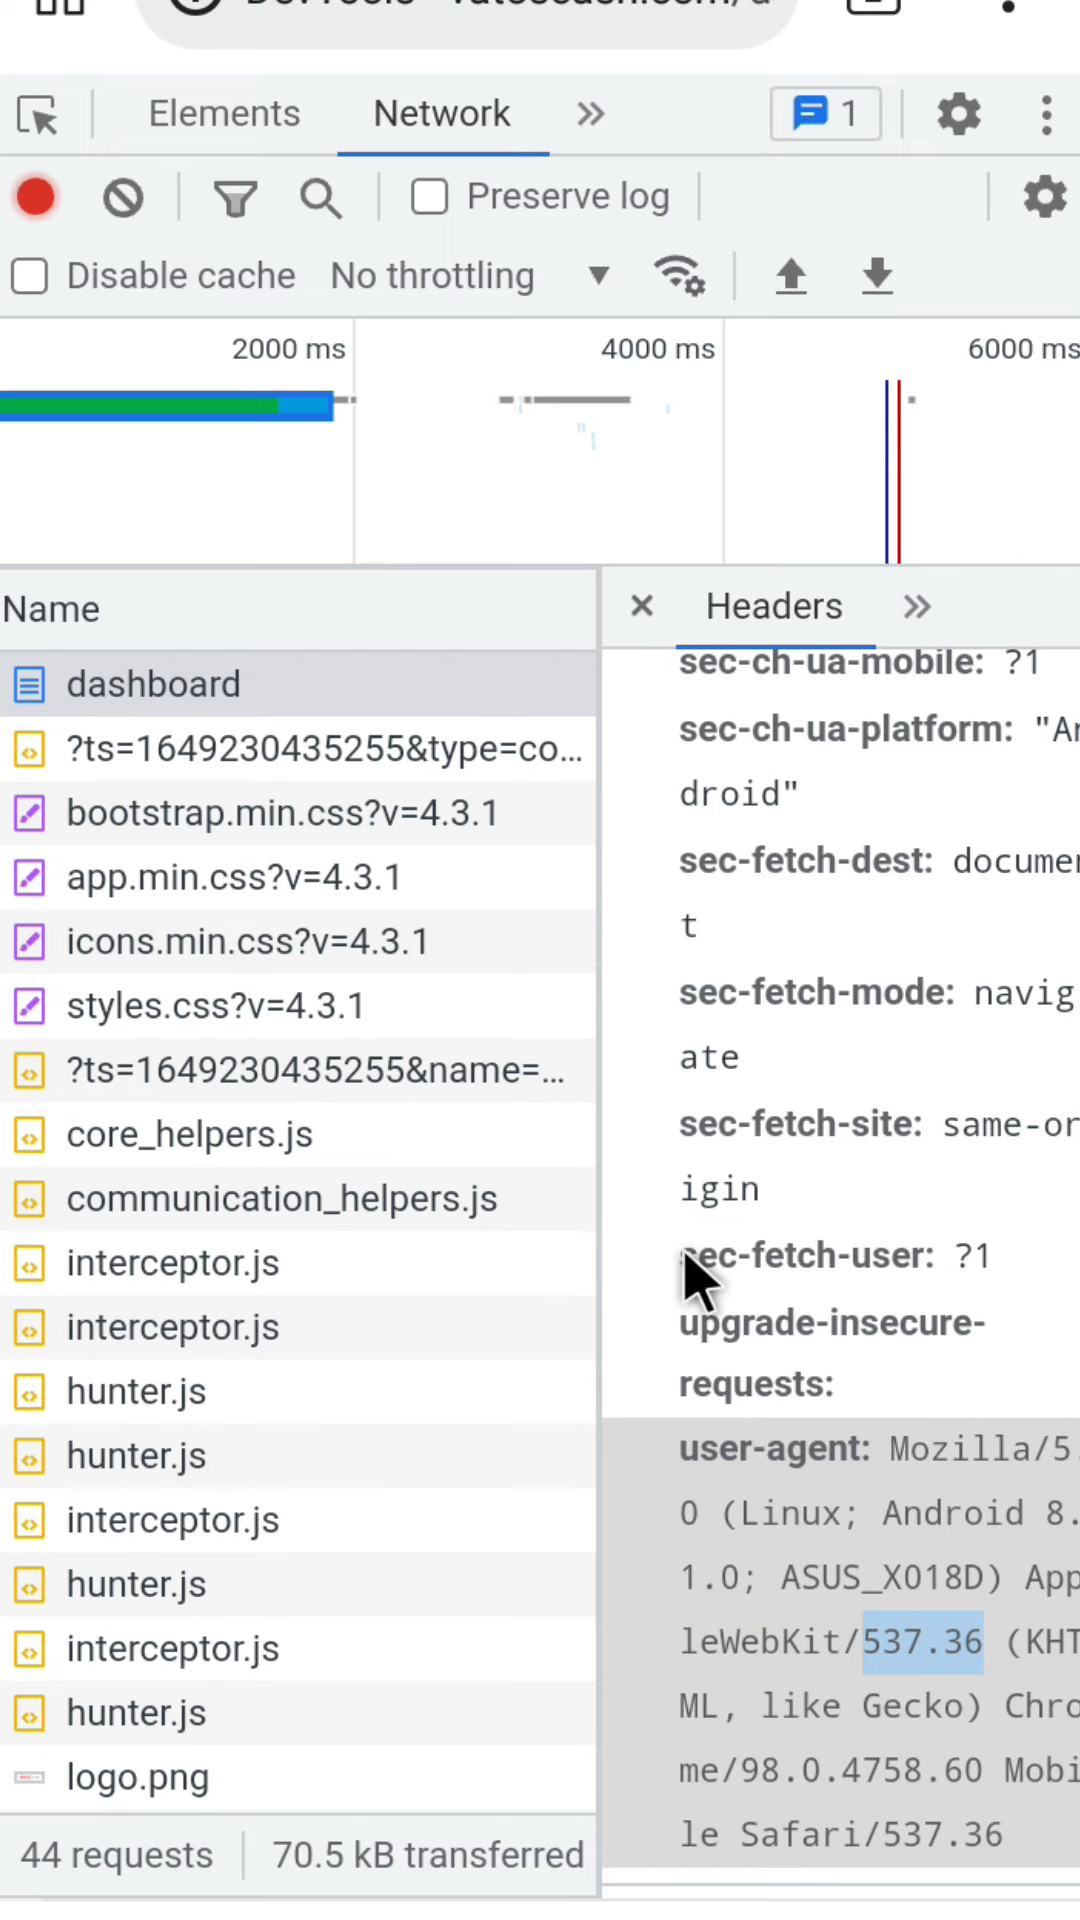 Elements Network 1
Preserve log
Disable cache No throttling
2000 ms 4000 ms 6000 ms
Name
dashboard
?ts=1649230435255&type=co...
bootstrap.min.css?v=4.3.1
app.min.css?v=4.3.1
icons.min.css?v=4.3.1
styles.css?v=4.3.1
?ts=1649230435255&name=...
core_helpers.js
communication_helpers.js
interceptor.js
interceptor.js
hunter.js
hunter.js
interceptor.js
hunter.js
interceptor.js
hunter.js
logo.png
44 requests 70.5 kB transferred
Headers
sec-ch-ua-mobile: ?1
sec-ch-ua-platform: "An
droid"
sec-fetch-dest: documen
t
sec-fetch-mode: navig
ate
sec-fetch-site: same-or
igin
sec-fetch-user: ?1
upgrade-insecure-
requests:
user-agent: Mozilla/5.
0 (Linux; Android 8.
1.0; ASUS_X018D) App
leWebKit/537.36 (KHT
ML, like Gecko) Chro
me/98.0.4758.60 Mobi
le Safari/537.36